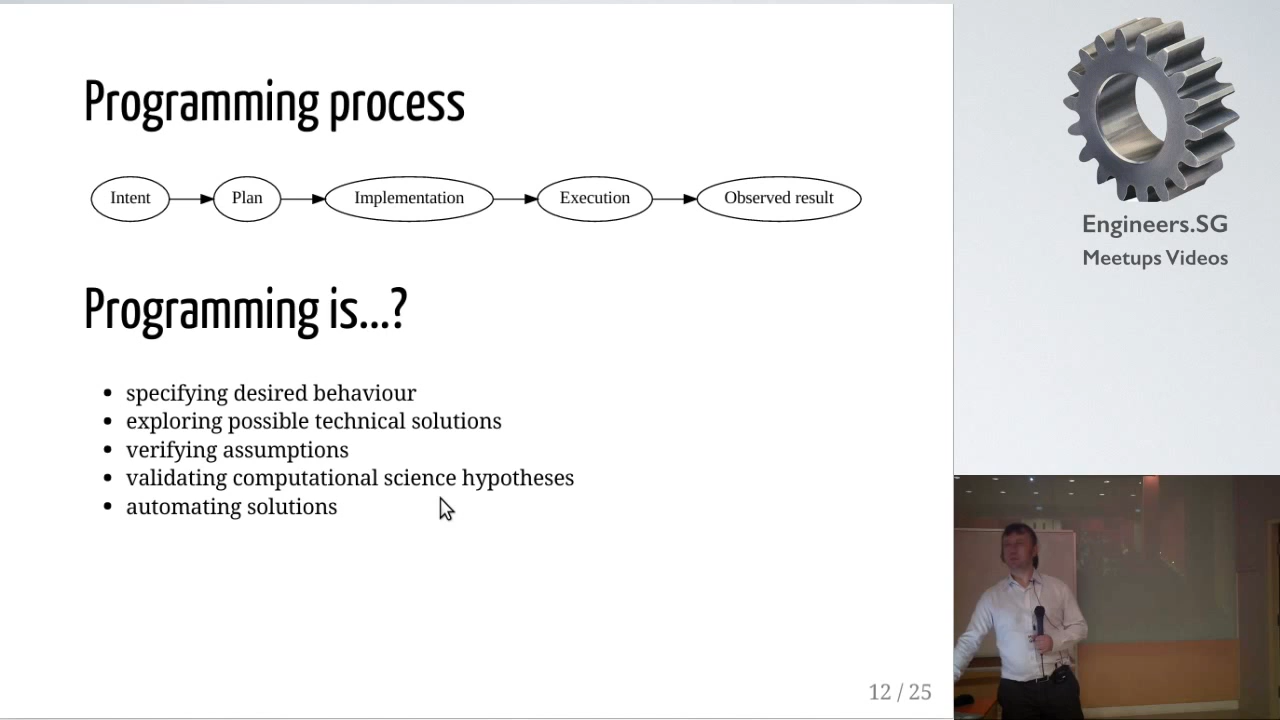 Programming process
Intent Plan Implementation Execution Observed result
Programming is...?
specifying desired behaviour
exploring possible technical solutions
verifying assumptions
validating computational science hypotheses
automating solutions
12 / 25
Engineers.SG
Meetups Videos